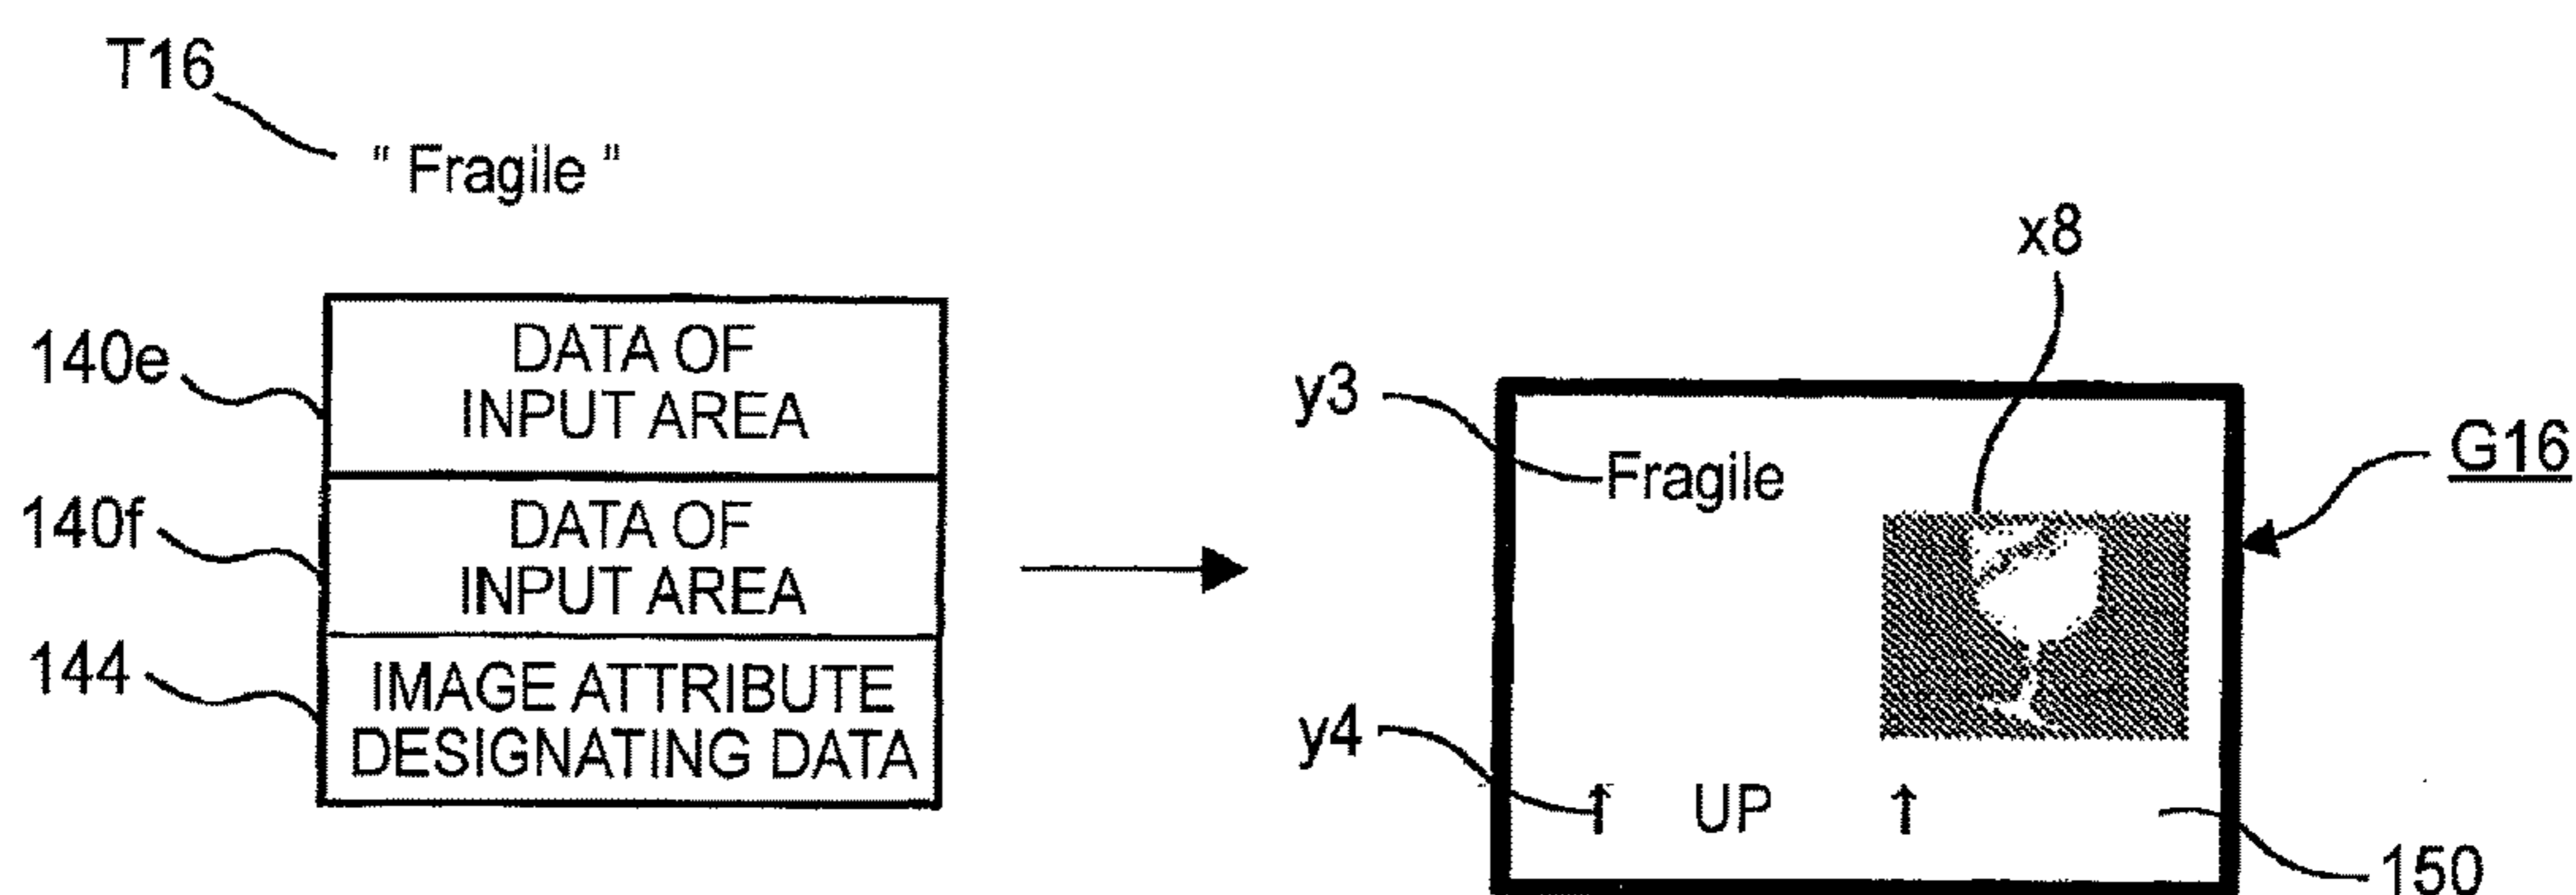 T16
" Fragile "
140e
DATA OF
INPUT AREA
140f
DATA OF
INPUT AREA
144
IMAGE ATTRIBUTE
DESIGNATING DATA
x8
y3
Fragile
G16
y4
↑ UP ↑
150